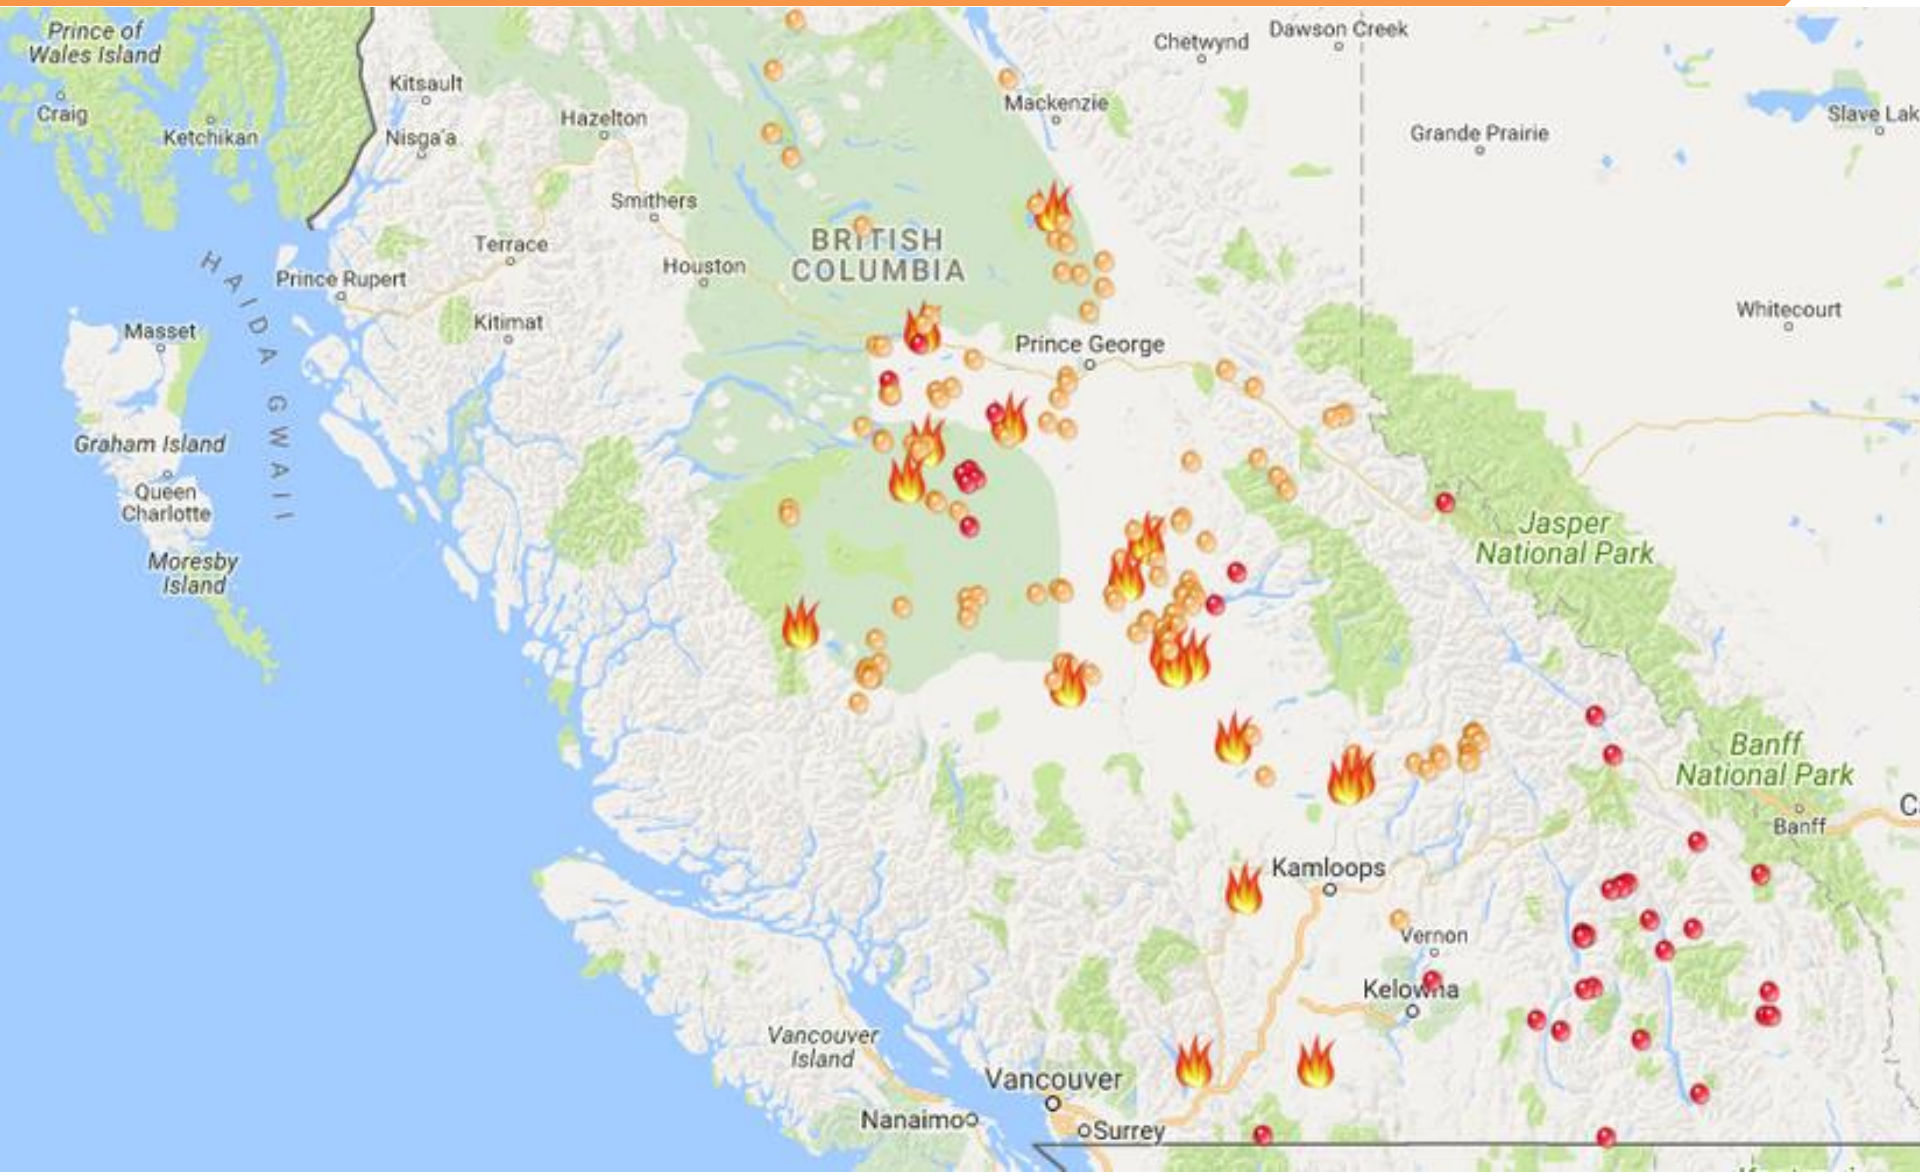 Prince of
Wales Island
Craig
Ketchikan
Kitsault
Nisga'a
Hazelton
Smithers
Terrace
Houston
Prince Rupert
Kitimat
HAIDA GWAII
Masset
Graham Island
Queen
Charlotte
Moresby
Island
BRITISH
COLUMBIA
Chetwynd
Dawson Creek
Mackenzie
Grande Prairie
Slave Lak
Whitecourt
Prince George
Jasper
National Park
Banff
National Park
Banff
C
Kamloops
Vernon
Kelowna
Vancouver
Island
Vancouver
Nanaimo
Surrey